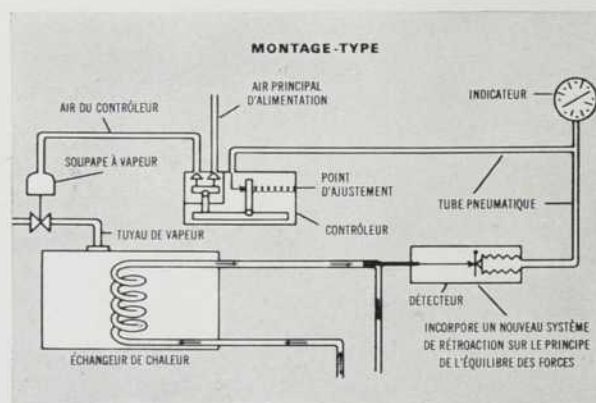 MONTAGE-TYPE
AIR PRINCIPAL
D'ALIMENTATION
INDICATEUR
AIR DU CONTRÔLEUR
SOUPAPE À VAPEUR
POINT
D'AJUSTEMENT
TUBE PNEUMATIQUE
CONTRÔLEUR
TUYAU DE VAPEUR
DÉTECTEUR
ÉCHANGEUR DE CHALEUR
INCORPORE UN NOUVEAU SYSTÈME
DE RÉTROACTION SUR LE PRINCIPE
DE L'ÉQUILIBRE DES FORCES